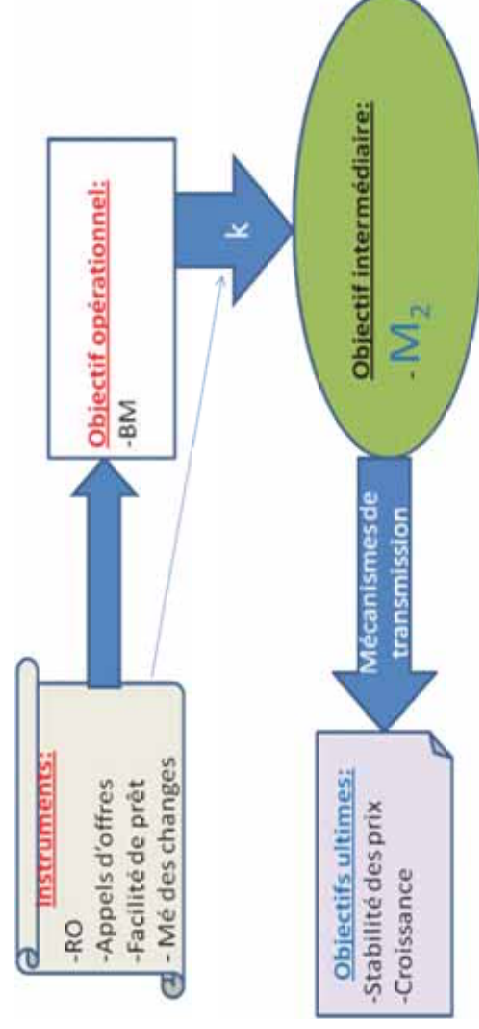 Instruments:
-RO
-Appels d'offres
-Facilité de prêt
- Mé des changes
Objectif opérationnel:
-BM
k
Objectif intermédiaire:
- M₂
Mécanismes de
transmission
Objectifs ultimes:
-Stabilité des prix
-Croissance